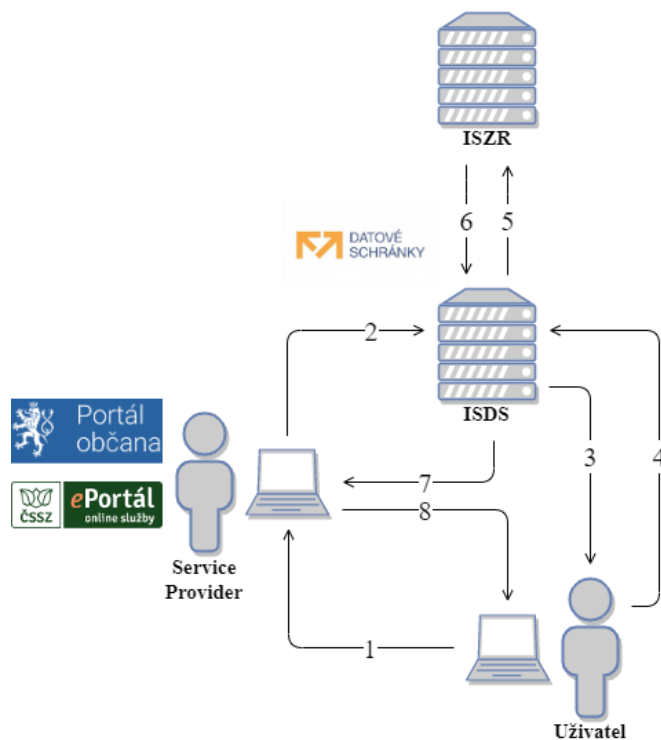 ISZR
6
5
DATOVÉ
SCHRÁNKY
2
ISDS
Portál
občana
3
4
7
8
ČSSZ
ePortál
online služby
Service
Provider
1
Uživatel